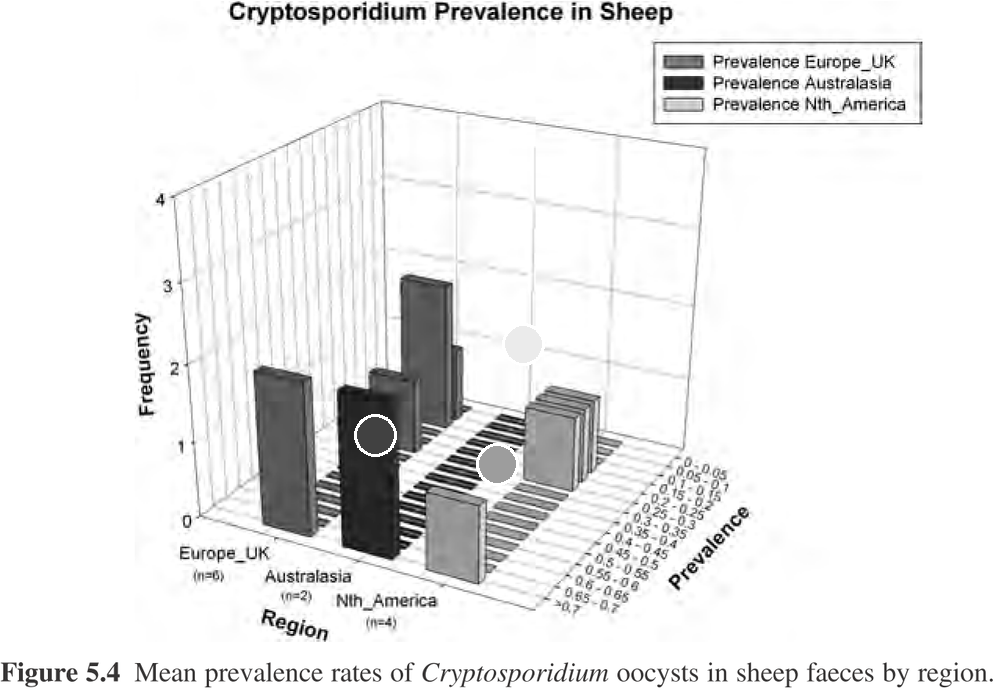 Cryptosporidium Prevalence in Sheep
Prevalence Europe_UK
Prevalence Australasia
Prevalence Nth_America
4
3
2
1
0
Frequency
Europe_UK
(n=6)
Australasia
(n=2)
Nth_America
(n=4)
Region
0 - 0.05
0.05 - 0.1
0.1 - 0.15
0.15 - 0.2
0.2 - 0.25
0.25 - 0.3
0.3 - 0.35
0.35 - 0.4
0.4 - 0.45
0.45 - 0.5
0.5 - 0.55
0.55 - 0.6
0.6 - 0.65
0.65 - 0.7
>0.7
Prevalence
Figure 5.4 Mean prevalence rates of Cryptosporidium oocysts in sheep faeces by region.